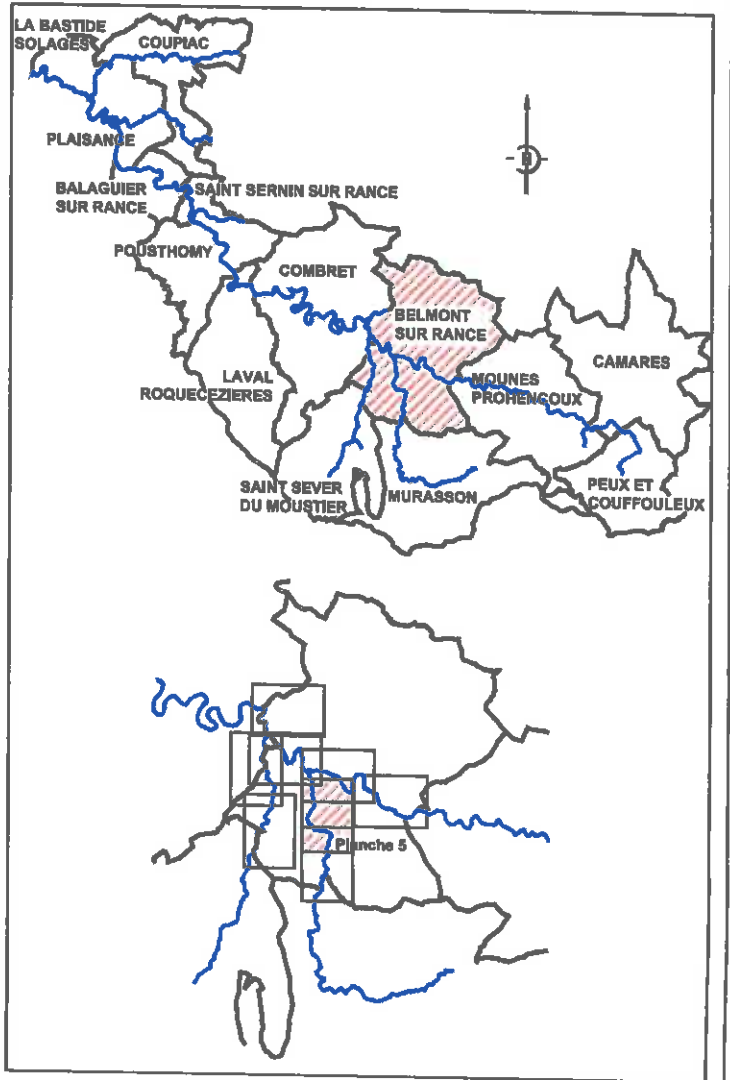 LA BASTIDE
SOLAGES
COUPIAC
PLAISANCE
BALAGUIER
SUR RANCE
SAINT SERNIN SUR RANCE
POUSTHOMY
COMBRET
BELMONT
SUR RANCE
CAMARES
LAVAL
ROQUECEZIERES
MOUNES
PROHENCOUX
SAINT SEVER
DU MOUSTIER
MURASSON
PEUX ET
COUFFOULEUX
Planche 5